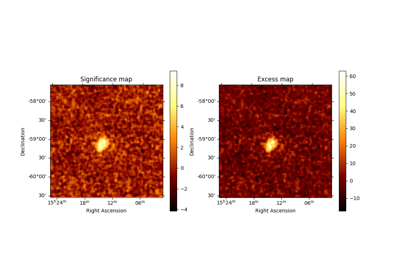 Significance map
Declination
-58°00'
30'
-59°00'
30'
-60°00'
30'
15ʰ24ᵐ
18ᵐ
12ᵐ
06ᵐ
Right Ascension
8
6
4
2
0
−2
−4
Excess map
Declination
-58°00'
30'
-59°00'
30'
-60°00'
30'
15ʰ24ᵐ
18ᵐ
12ᵐ
06ᵐ
Right Ascension
60
50
40
30
20
10
0
−10